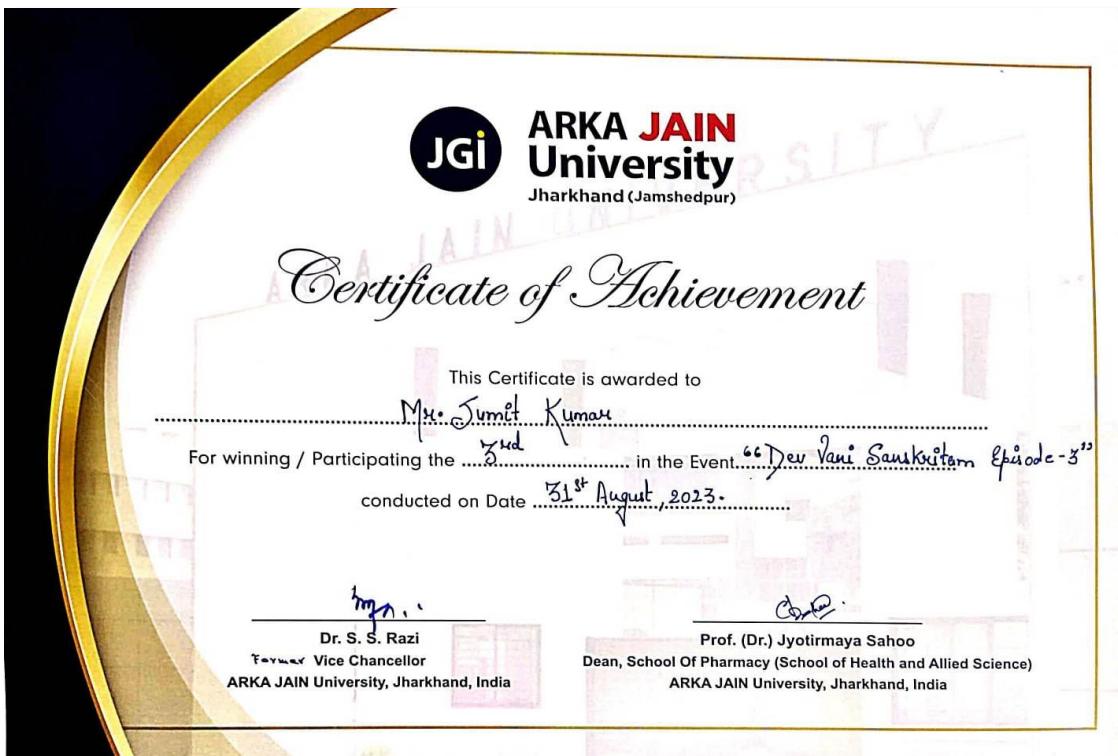 JGi
ARKA JAIN
University
Jharkhand (Jamshedpur)
ARKA JAIN UNIVERSITY
Certificate of Achievement
This Certificate is awarded to
Mr. Sumit Kumar
For winning / Participating the 3rd in the Event "Dev Vani Sanskritam Episode-3"
conducted on Date 31st August, 2023.
Dr. S. S. Razi
Former Vice Chancellor
ARKA JAIN University, Jharkhand, India
Prof. (Dr.) Jyotirmaya Sahoo
Dean, School Of Pharmacy (School of Health and Allied Science)
ARKA JAIN University, Jharkhand, India